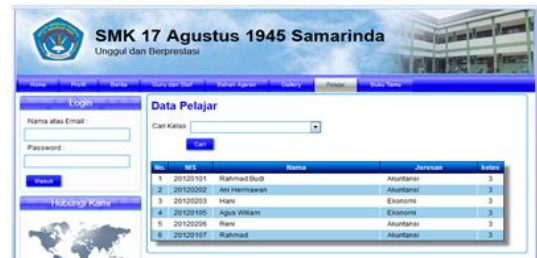 SMK 17 Agustus 1945 Samarinda
Unggul dan Berprestasi
Home Profil Berita Guru dan Staf Bahan Ajaran Gallery Pelajar Buku Tamu
Login
Nama atau Email :
Password :
Masuk
Hubungi Kami
Data Pelajar
Cari Kelas
Cari
No. NIS Nama Jurusan kelas
1 20120101 Rahmad Budi Akuntansi 3
2 20120202 Ani Hermawan Akuntansi 3
3 20120203 Hani Ekonomi 3
4 20120105 Agus William Ekonomi 3
5 20120206 Reni Akuntansi 3
6 20120107 Rahmad Akuntansi 3